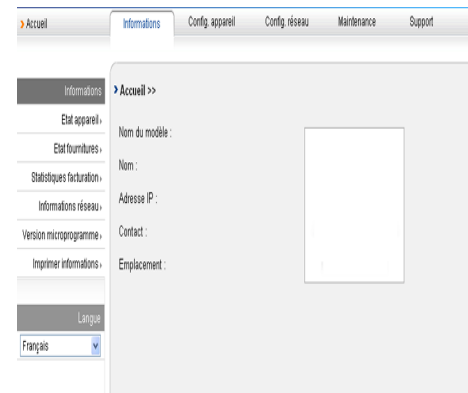 Accueil
Informations Config. appareil Config. réseau Maintenance Support
Informations
Etat appareil
Etat fournitures
Statistiques facturation
Informations réseau
Version microprogramme
Imprimer informations
Langue
Français
Accueil >>
Nom du modèle :
Nom :
Adresse IP :
Contact :
Emplacement :